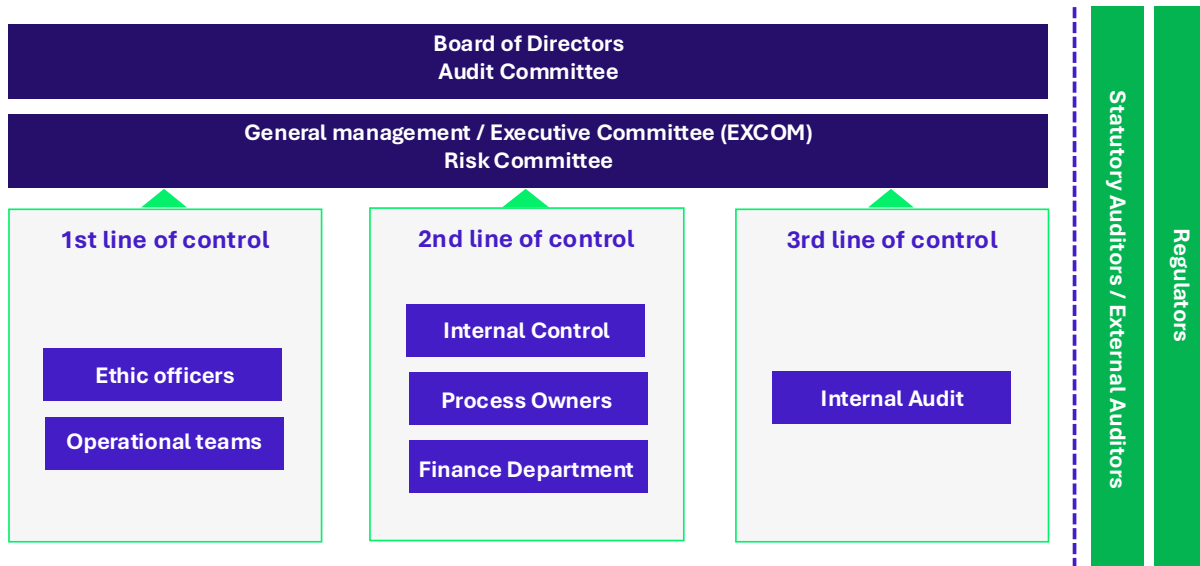 Board of Directors
Audit Committee
General management / Executive Committee (EXCOM)
Risk Committee
1st line of control
Ethic officers
Operational teams
2nd line of control
Internal Control
Process Owners
Finance Department
3rd line of control
Internal Audit
Statutory Auditors / External Auditors
Regulators